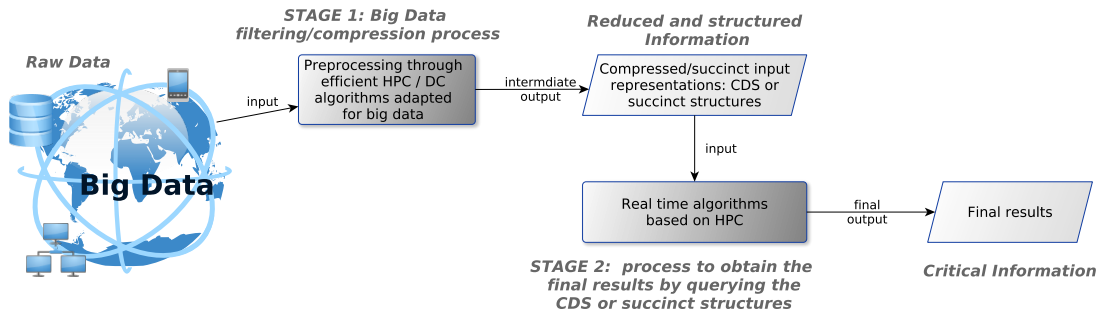 STAGE 1: Big Data
filtering/compression process
Reduced and structured
Information
Raw Data
Preprocessing through
efficient HPC / DC
algorithms adapted
for big data
input
intermdiate
output
Compressed/succinct input
representations: CDS or
succinct structures
input
Big Data
Real time algorithms
based on HPC
final
output
Final results
STAGE 2:  process to obtain the
final results by querying the
CDS or succinct structures
Critical Information